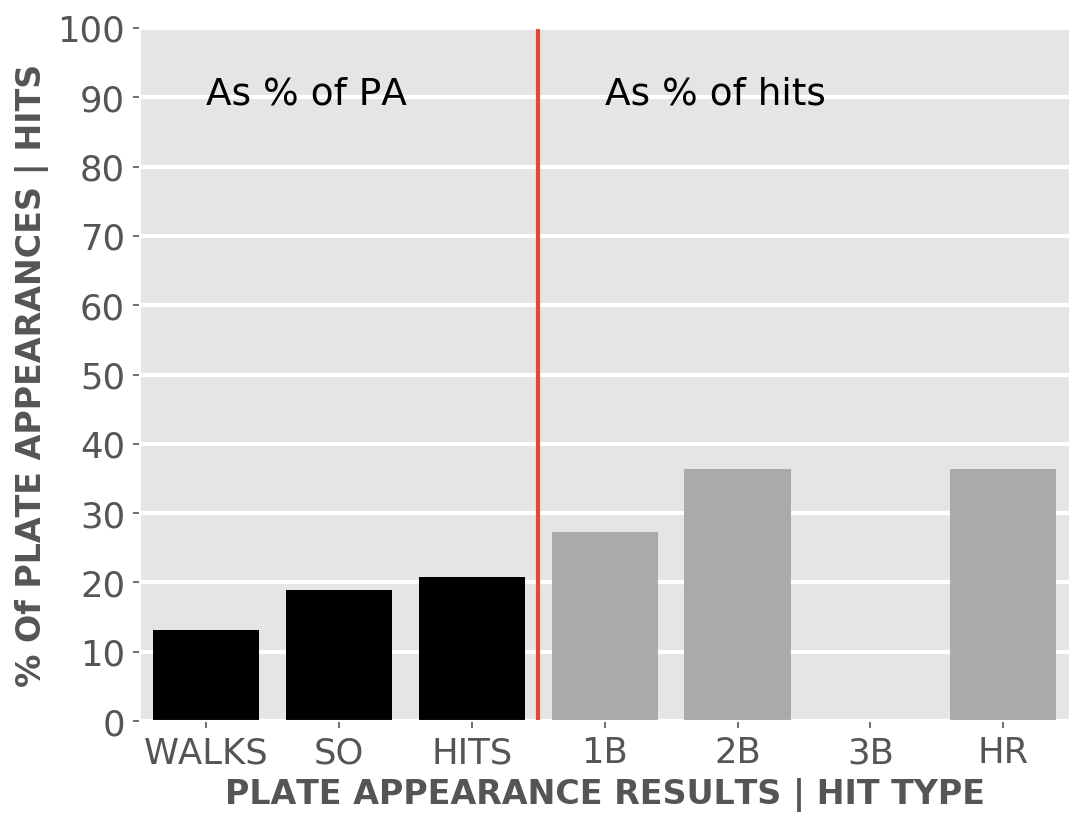 100
90
80
70
60
50
40
30
20
10
0
% Of PLATE APPEARANCES | HITS
As % of PA
As % of hits
WALKS SO HITS 1B 2B 3B HR
PLATE APPEARANCE RESULTS | HIT TYPE